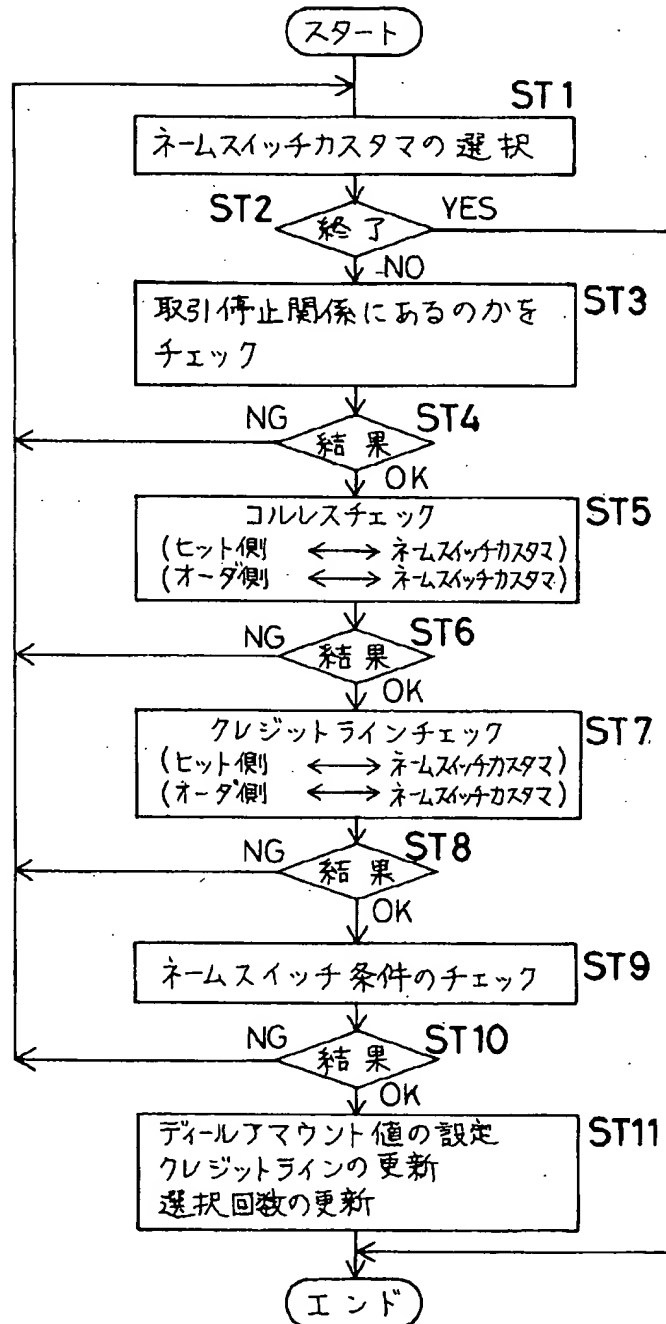 スタート
ST1
ネームスイッチカスタマの選択
ST2
終了
YES
NO
ST3
取引停止関係にあるのかを
チェック
NG
ST4
結果
OK
ST5
コルレスチェック
(ヒット側 ←→ ネームスイッチカスタマ)
(オーダ側 ←→ ネームスイッチカスタマ)
NG
ST6
結果
OK
ST7
クレジットラインチェック
(ヒット側 ←→ ネームスイッチカスタマ)
(オーダ側 ←→ ネームスイッチカスタマ)
NG
ST8
結果
OK
ST9
ネームスイッチ条件のチェック
NG
ST10
結果
OK
ST11
ディールアマウント値の設定
クレジットラインの更新
選択回数の更新
エンド